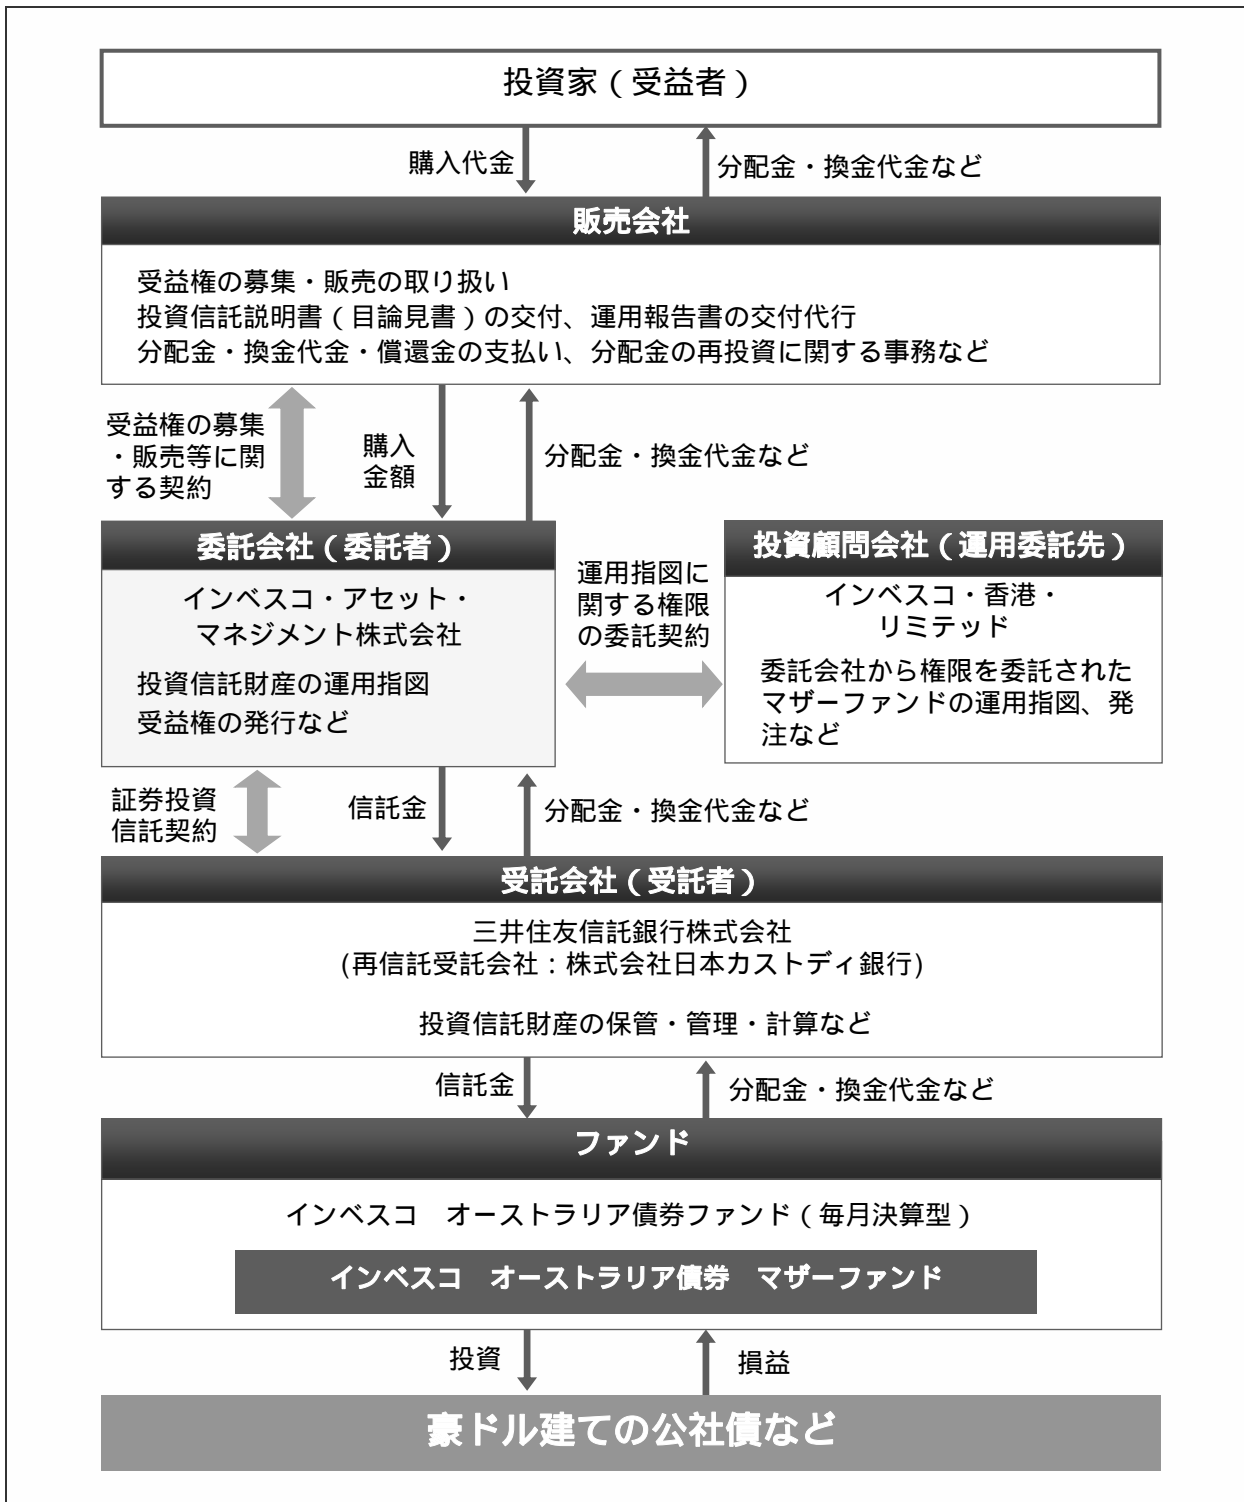 投資家（受益者）
購入代金
分配金・換金代金など
販売会社
受益権の募集・販売の取り扱い
投資信託説明書（目論見書）の交付、運用報告書の交付代行
分配金・換金代金・償還金の支払い、分配金の再投資に関する事務など
受益権の募集
・販売等に関
する契約
購入
金額
分配金・換金代金など
委託会社（委託者）
インベスコ・アセット・
マネジメント株式会社
投資信託財産の運用指図
受益権の発行など
運用指図に
関する権限
の委託契約
投資顧問会社（運用委託先）
インベスコ・香港・
リミテッド
委託会社から権限を委託された
マザーファンドの運用指図、発
注など
証券投資
信託契約
信託金
分配金・換金代金など
受託会社（受託者）
三井住友信託銀行株式会社
(再信託受託会社：株式会社日本カストディ銀行)
投資信託財産の保管・管理・計算など
信託金
分配金・換金代金など
ファンド
インベスコ　オーストラリア債券ファンド（毎月決算型）
インベスコ　オーストラリア債券　マザーファンド
投資
損益
豪ドル建ての公社債など